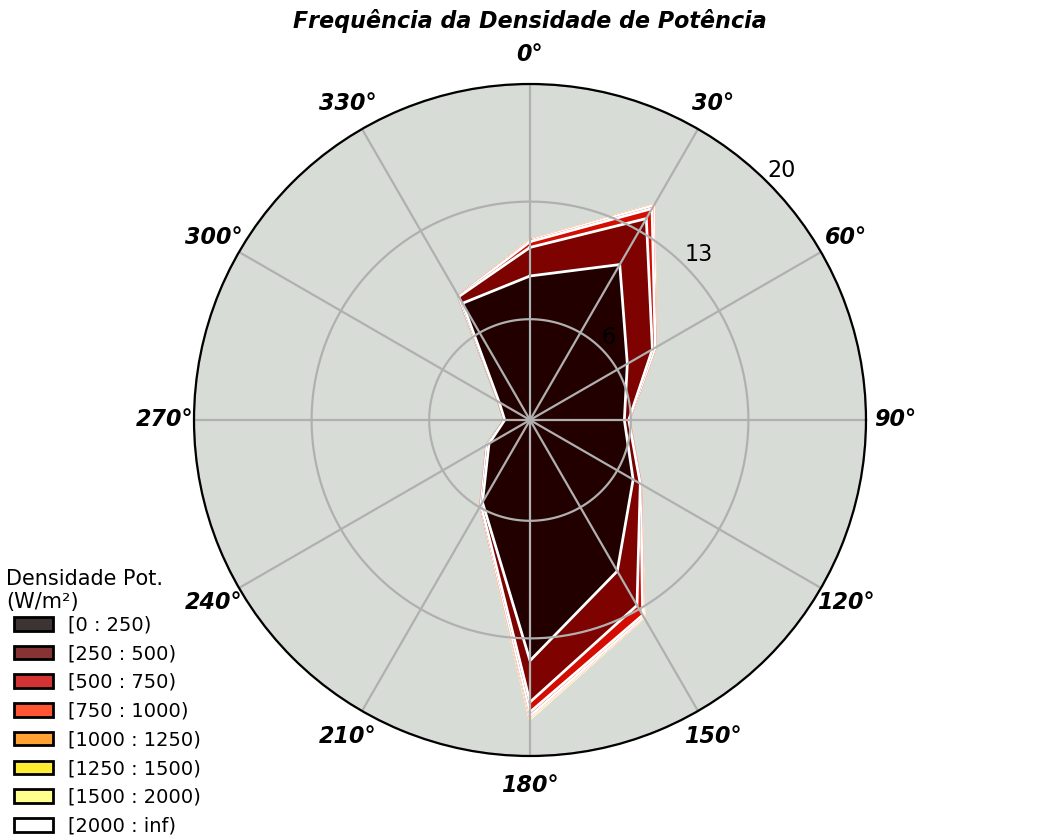 Frequência da Densidade de Potência
0°
330°
30°
20
300°
60°
13
6
270°
90°
Densidade Pot.
(W/m²)
240°
120°
[0 : 250)
[250 : 500)
[500 : 750)
[750 : 1000)
210°
150°
[1000 : 1250)
[1250 : 1500)
180°
[1500 : 2000)
[2000 : inf)